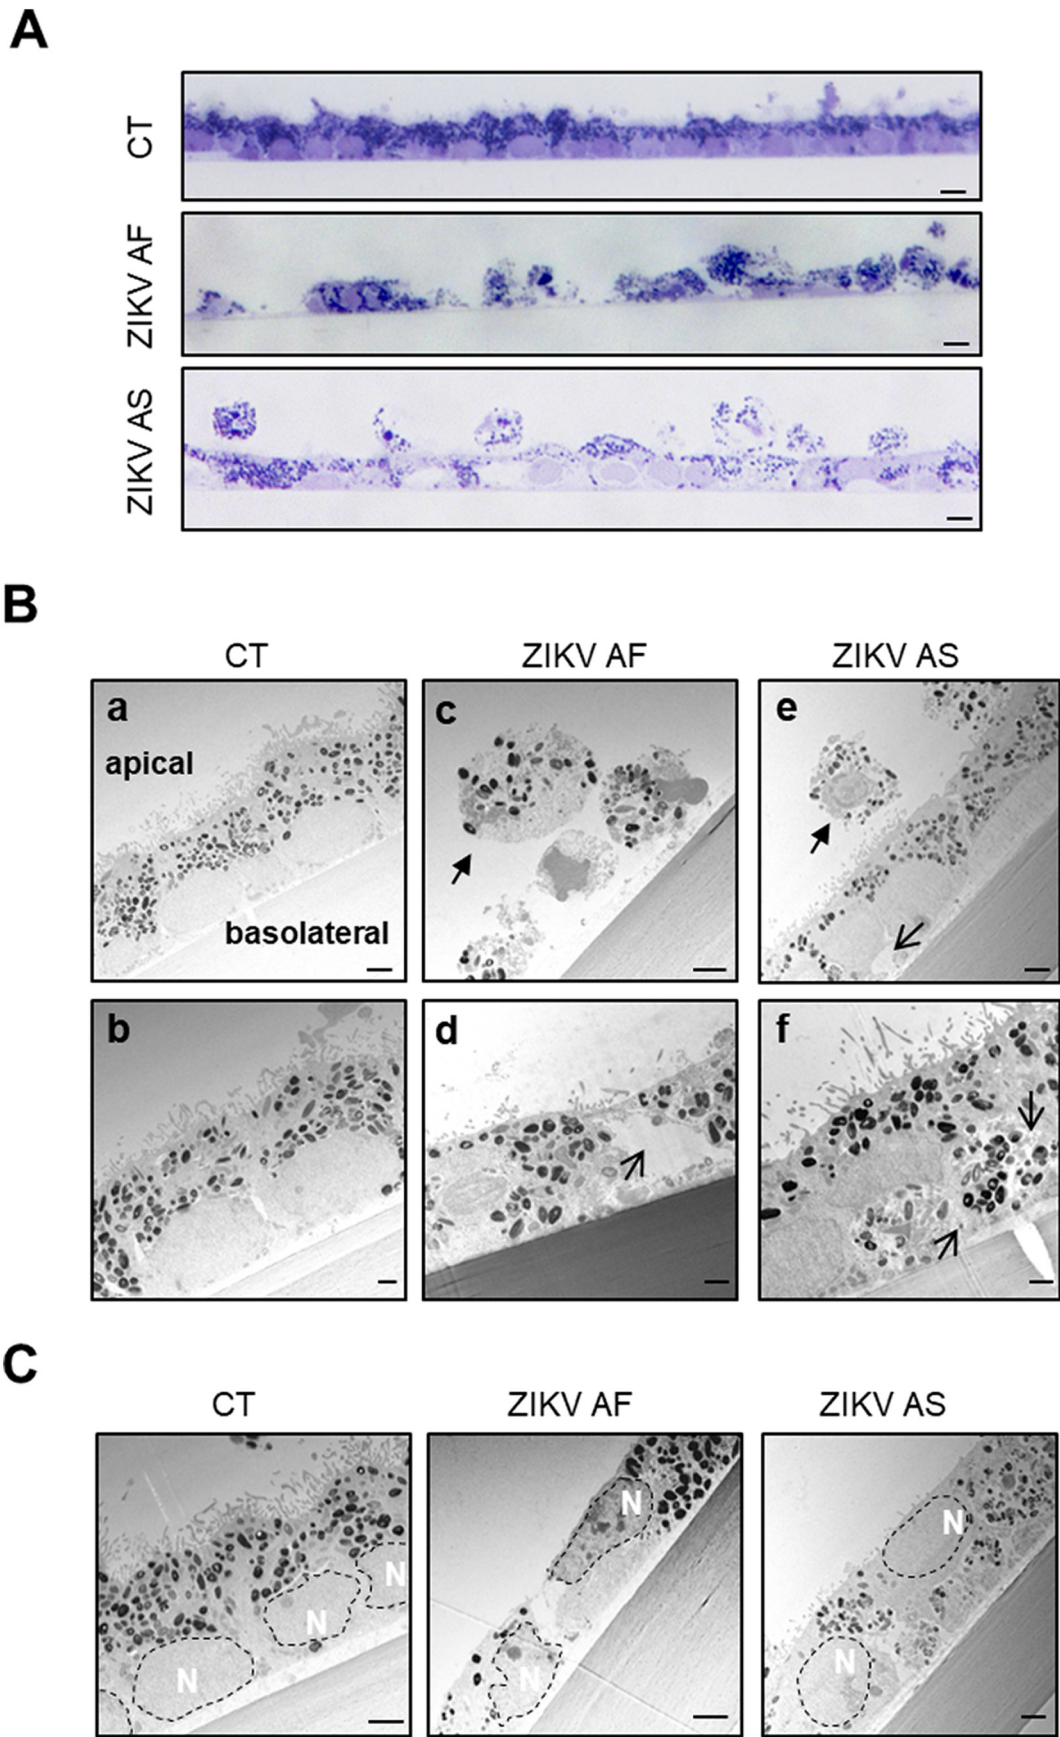 A
CT
ZIKV AF
ZIKV AS
B
CT ZIKV AF ZIKV AS
a c e
apical
basolateral
b d f
C
CT ZIKV AF ZIKV AS
N N N N N N N